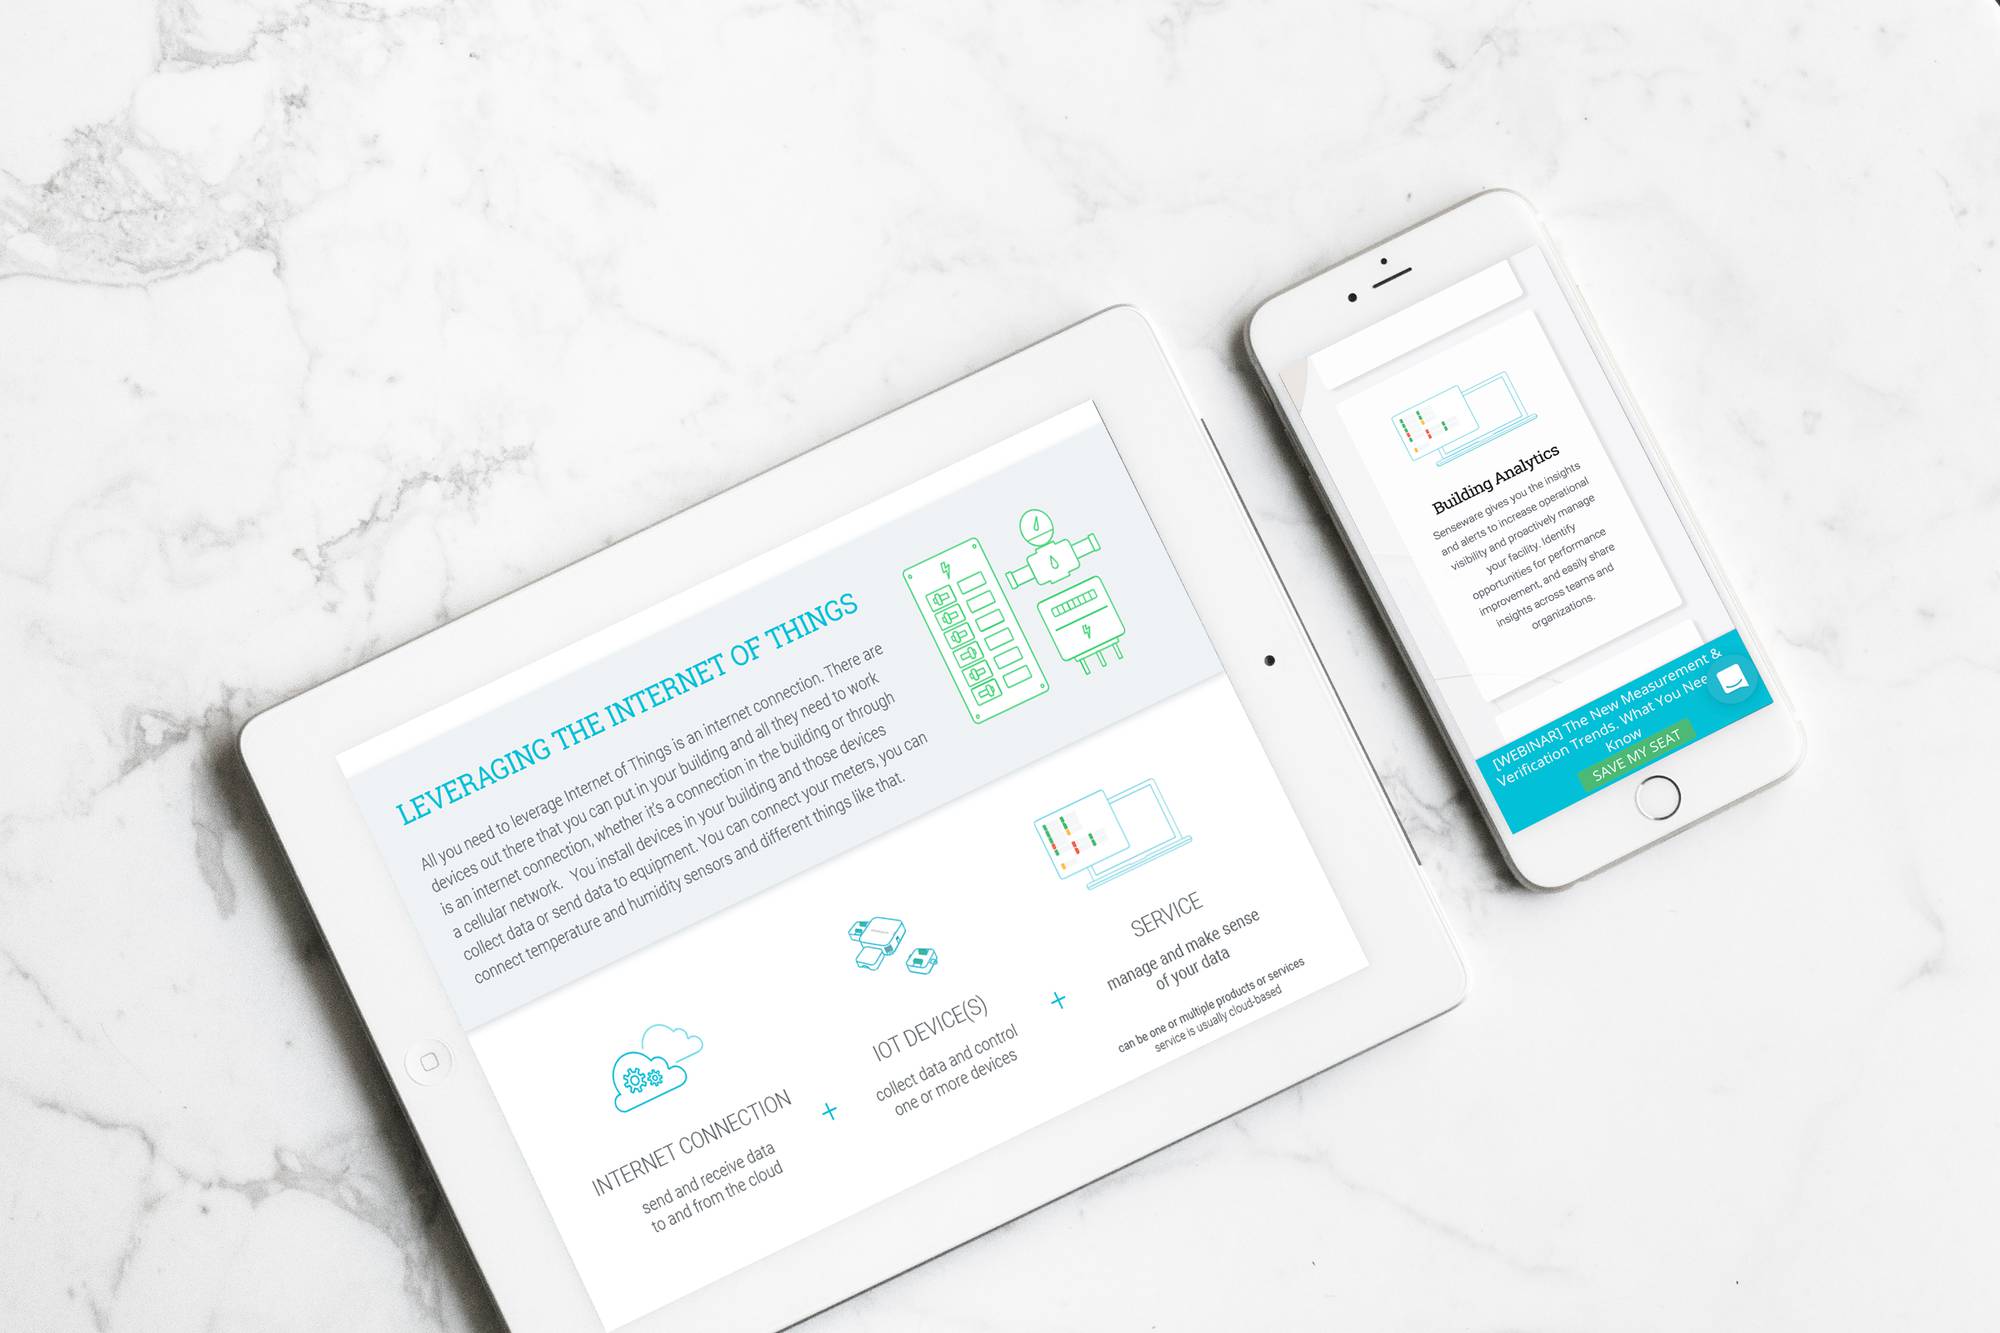 LEVERAGING THE INTERNET OF THINGS
All you need to leverage Internet of Things is an internet connection. There are
devices out there that you can put in your building and all they need to work
is an internet connection, whether it's a connection in the building or through
a cellular network. You install devices in your building and those devices
collect data or send data to equipment. You can connect your meters, you can
connect temperature and humidity sensors and different things like that.
INTERNET CONNECTION
send and receive data
to and from the cloud
+
IOT DEVICE(S)
collect data and control
one or more devices
+
SERVICE
manage and make sense
of your data
can be one or multiple products or services
service is usually cloud-based
Building Analytics
Senseware gives you the insights
and alerts to increase operational
visibility and proactively manage
your facility. Identify
opportunities for performance
improvement, and easily share
insights across teams and
organizations.
[WEBINAR] The New Measurement &
Verification Trends. What You Nee
Know
SAVE MY SEAT